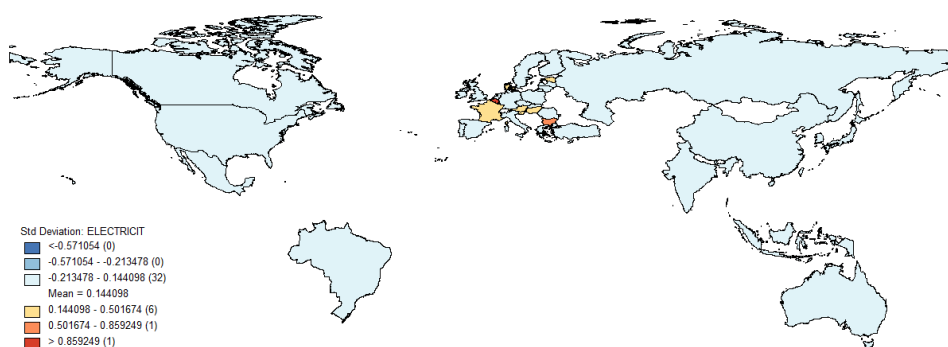 Std Deviation: ELECTRICIT
<-0.571054 (0)
-0.571054 - -0.213478 (0)
-0.213478 - 0.144098 (32)
Mean = 0.144098
0.144098 - 0.501674 (6)
0.501674 - 0.859249 (1)
> 0.859249 (1)